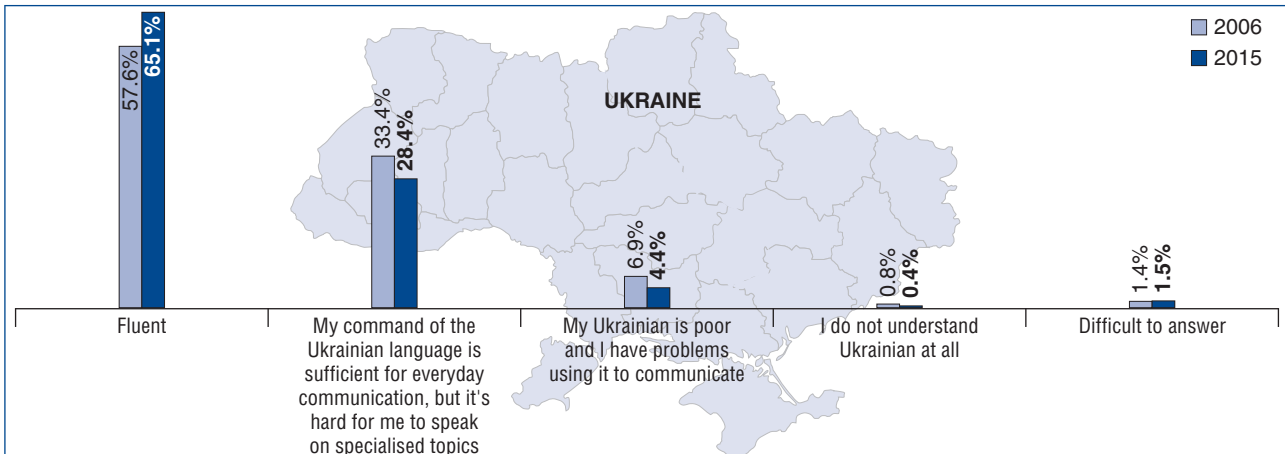 2006
2015
UKRAINE
57.6%
65.1%
33.4%
28.4%
6.9%
4.4%
0.8%
0.4%
1.4%
1.5%
Fluent
My command of the
Ukrainian language is
sufficient for everyday
communication, but it's
hard for me to speak
on specialised topics
My Ukrainian is poor
and I have problems
using it to communicate
I do not understand
Ukrainian at all
Difficult to answer